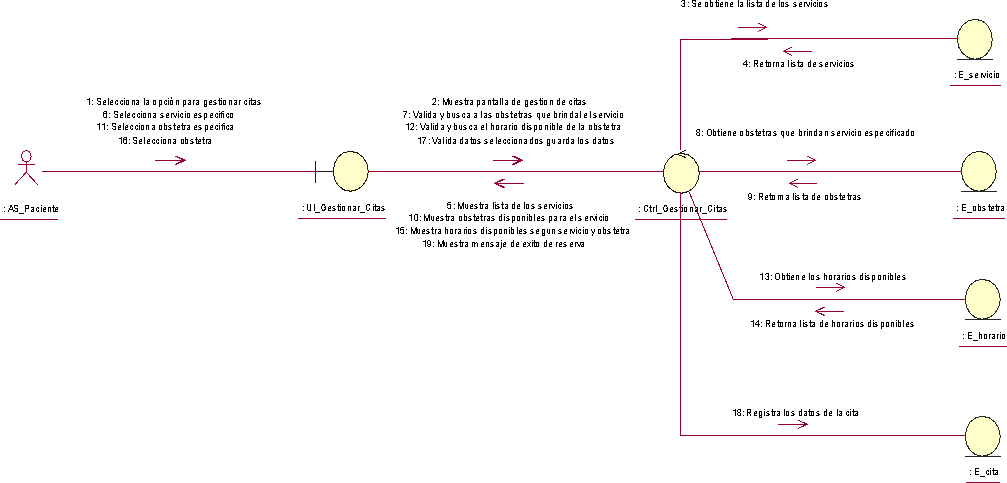 3: Se obtiene la lista de los servicios
4: Retorna lista de servicios
: E_servicio
1: Selecciona la opción para gestionar citas
6: Selecciona servicio especifico
11: Selecciona obstetra especifica
16: Selecciona obstetra
2: Muestra pantalla de gestion de citas
7: Valida y busca a las obstetras que brindal el servicio
12: Valida y busca el horario disponible de la obstetra
17: Valida datos seleccionados guarda los datos
8: Obtiene obstetras que brindan servicio especificado
9: Retorna lista de obstetras
: AS_Paciente
: UI_Gestionar_Citas
: Ctrl_Gestionar_Citas
: E_obstetra
5: Muestra lista de los servicios
10: Muestra obstetras disponibles para el servicio
15: Muestra horarios disponibles segun servicio y obstetra
19: Muestra mensaje de exito de reserva
13: Obtiene los horarios disponibles
14: Retorna lista de horarios disponibles
: E_horario
18: Registra los datos de la cita
: E_cita